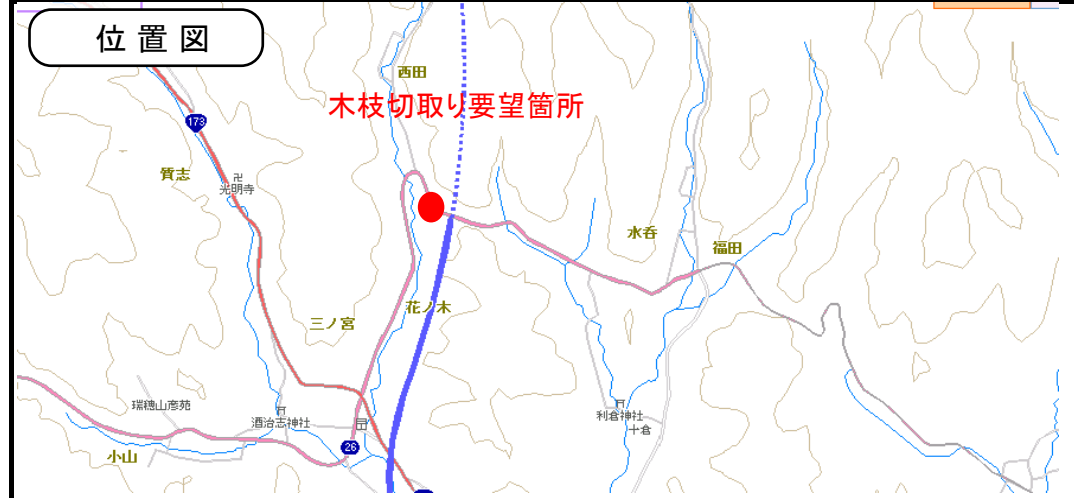 位置図
西田
木枝切取り要望箇所
173
質志
卍
光明寺
水呑
福田
花ノ木
三ノ宮
瑞穂山彦苑
酒治志神社
利倉神社
十倉
26
小山